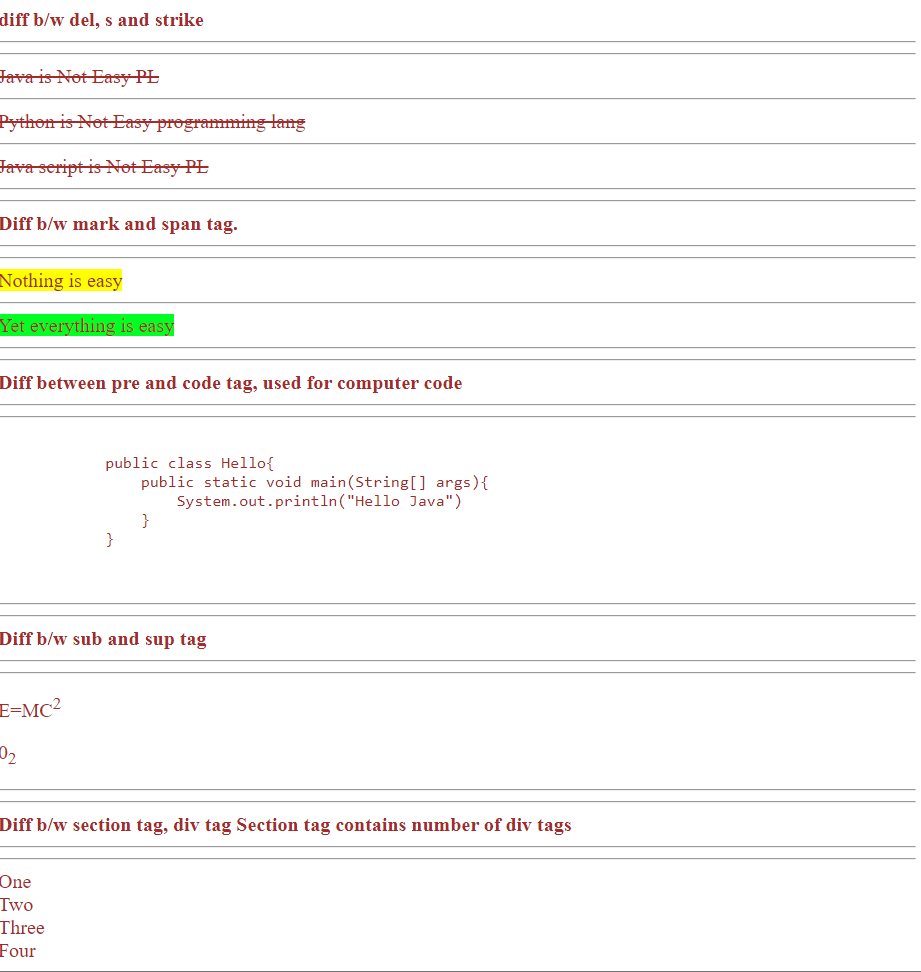 diff b/w del, s and strike
Java is Not Easy PL
Python is Not Easy programming lang
Java script is Not Easy PL
Diff b/w mark and span tag.
Nothing is easy
Yet everything is easy
Diff between pre and code tag, used for computer code
public class Hello{
public static void main(String[] args){
System.out.println("Hello Java")
}
}
Diff b/w sub and sup tag
E=MC²
0₂
Diff b/w section tag, div tag Section tag contains number of div tags
One
Two
Three
Four